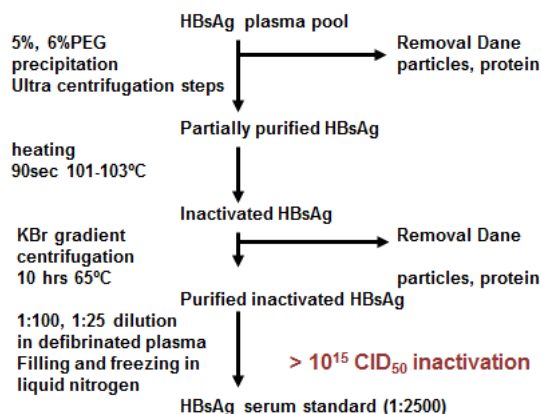 HBsAg plasma pool
5%, 6%PEG
precipitation
Ultra centrifugation steps
Removal Dane
particles, protein
Partially purified HBsAg
heating
90sec 101-103ºC
Inactivated HBsAg
KBr gradient
centrifugation
10 hrs 65ºC
Removal Dane
particles, protein
Purified inactivated HBsAg
1:100, 1:25 dilution
in defibrinated plasma
Filling and freezing in
liquid nitrogen
> 10¹⁵ CID₅₀ inactivation
HBsAg serum standard (1:2500)